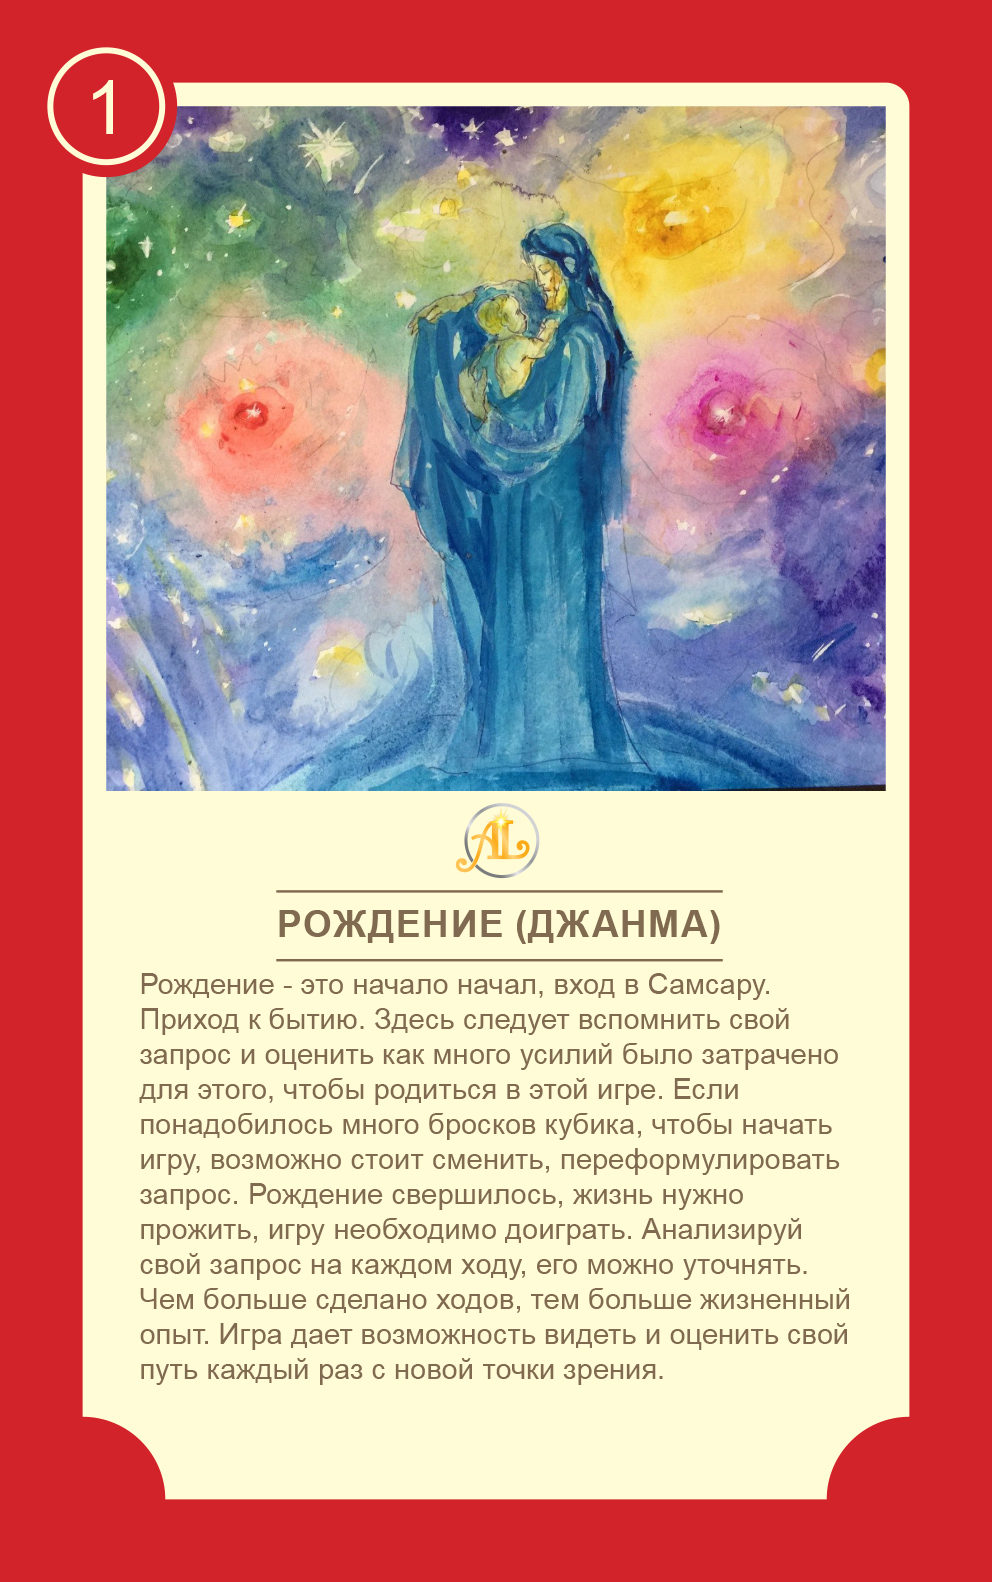 1
AL
РОЖДЕНИЕ (ДЖАНМА)
Рождение - это начало начал, вход в Самсару.
Приход к бытию. Здесь следует вспомнить свой
запрос и оценить как много усилий было затрачено
для этого, чтобы родиться в этой игре. Если
понадобилось много бросков кубика, чтобы начать
игру, возможно стоит сменить, переформулировать
запрос. Рождение свершилось, жизнь нужно
прожить, игру необходимо доиграть. Анализируй
свой запрос на каждом ходу, его можно уточнять.
Чем больше сделано ходов, тем больше жизненный
опыт. Игра дает возможность видеть и оценить свой
путь каждый раз с новой точки зрения.